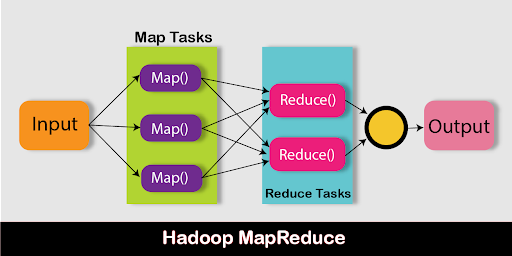 Map Tasks
Input
Map()
Map()
Map()
Reduce()
Reduce()
Reduce Tasks
Output
Hadoop MapReduce